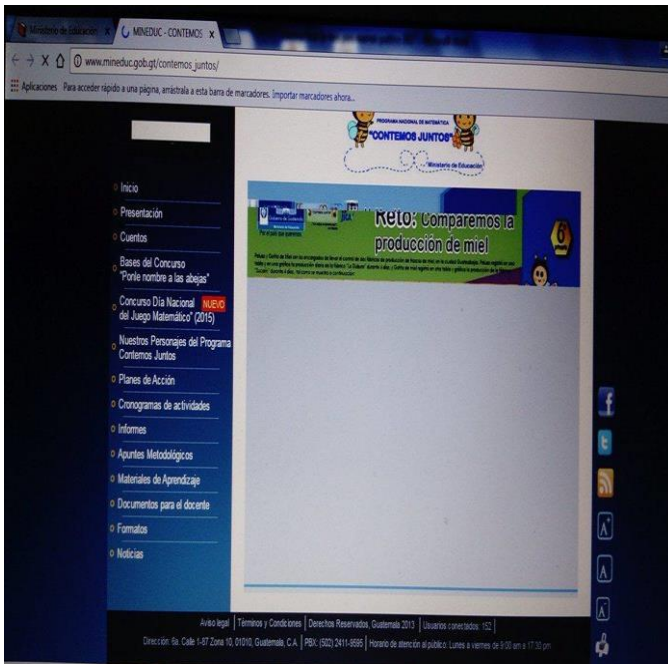 Ministerio de Educación x
MINEDUC - CONTEMOS x
www.mineduc.gob.gt/contemos_juntos/
Aplicaciones Para acceder rápido a una página, arrástrala a esta barra de marcadores. Importar marcadores ahora...
PROGRAMA NACIONAL DE MATEMÁTICA
"CONTEMOS JUNTOS"
Ministerio de Educación
Inicio
Presentación
Cuentos
Bases del Concurso
"Ponle nombre a las abejas"
Concurso Día Nacional NUEVO
del Juego Matemático" (2015)
Nuestros Personajes del Programa
Contemos Juntos
Planes de Acción
Cronogramas de actividades
Informes
Apuntes Metodológicos
Materiales de Aprendizaje
Documentos para el docente
Formatos
Noticias
Reto: Comparemos la
producción de miel
6
f
t
A+
A
A-
Aviso legal | Términos y Condiciones | Derechos Reservados, Guatemala 2013 | Usuarios conectados: 152 |
Dirección: 6a. Calle 1-87 Zona 10, 01010, Guatemala, C.A. | PBX: (502) 2411-9595 | Horario de atención al público: Lunes a viernes de 9:00 am a 17:30 pm